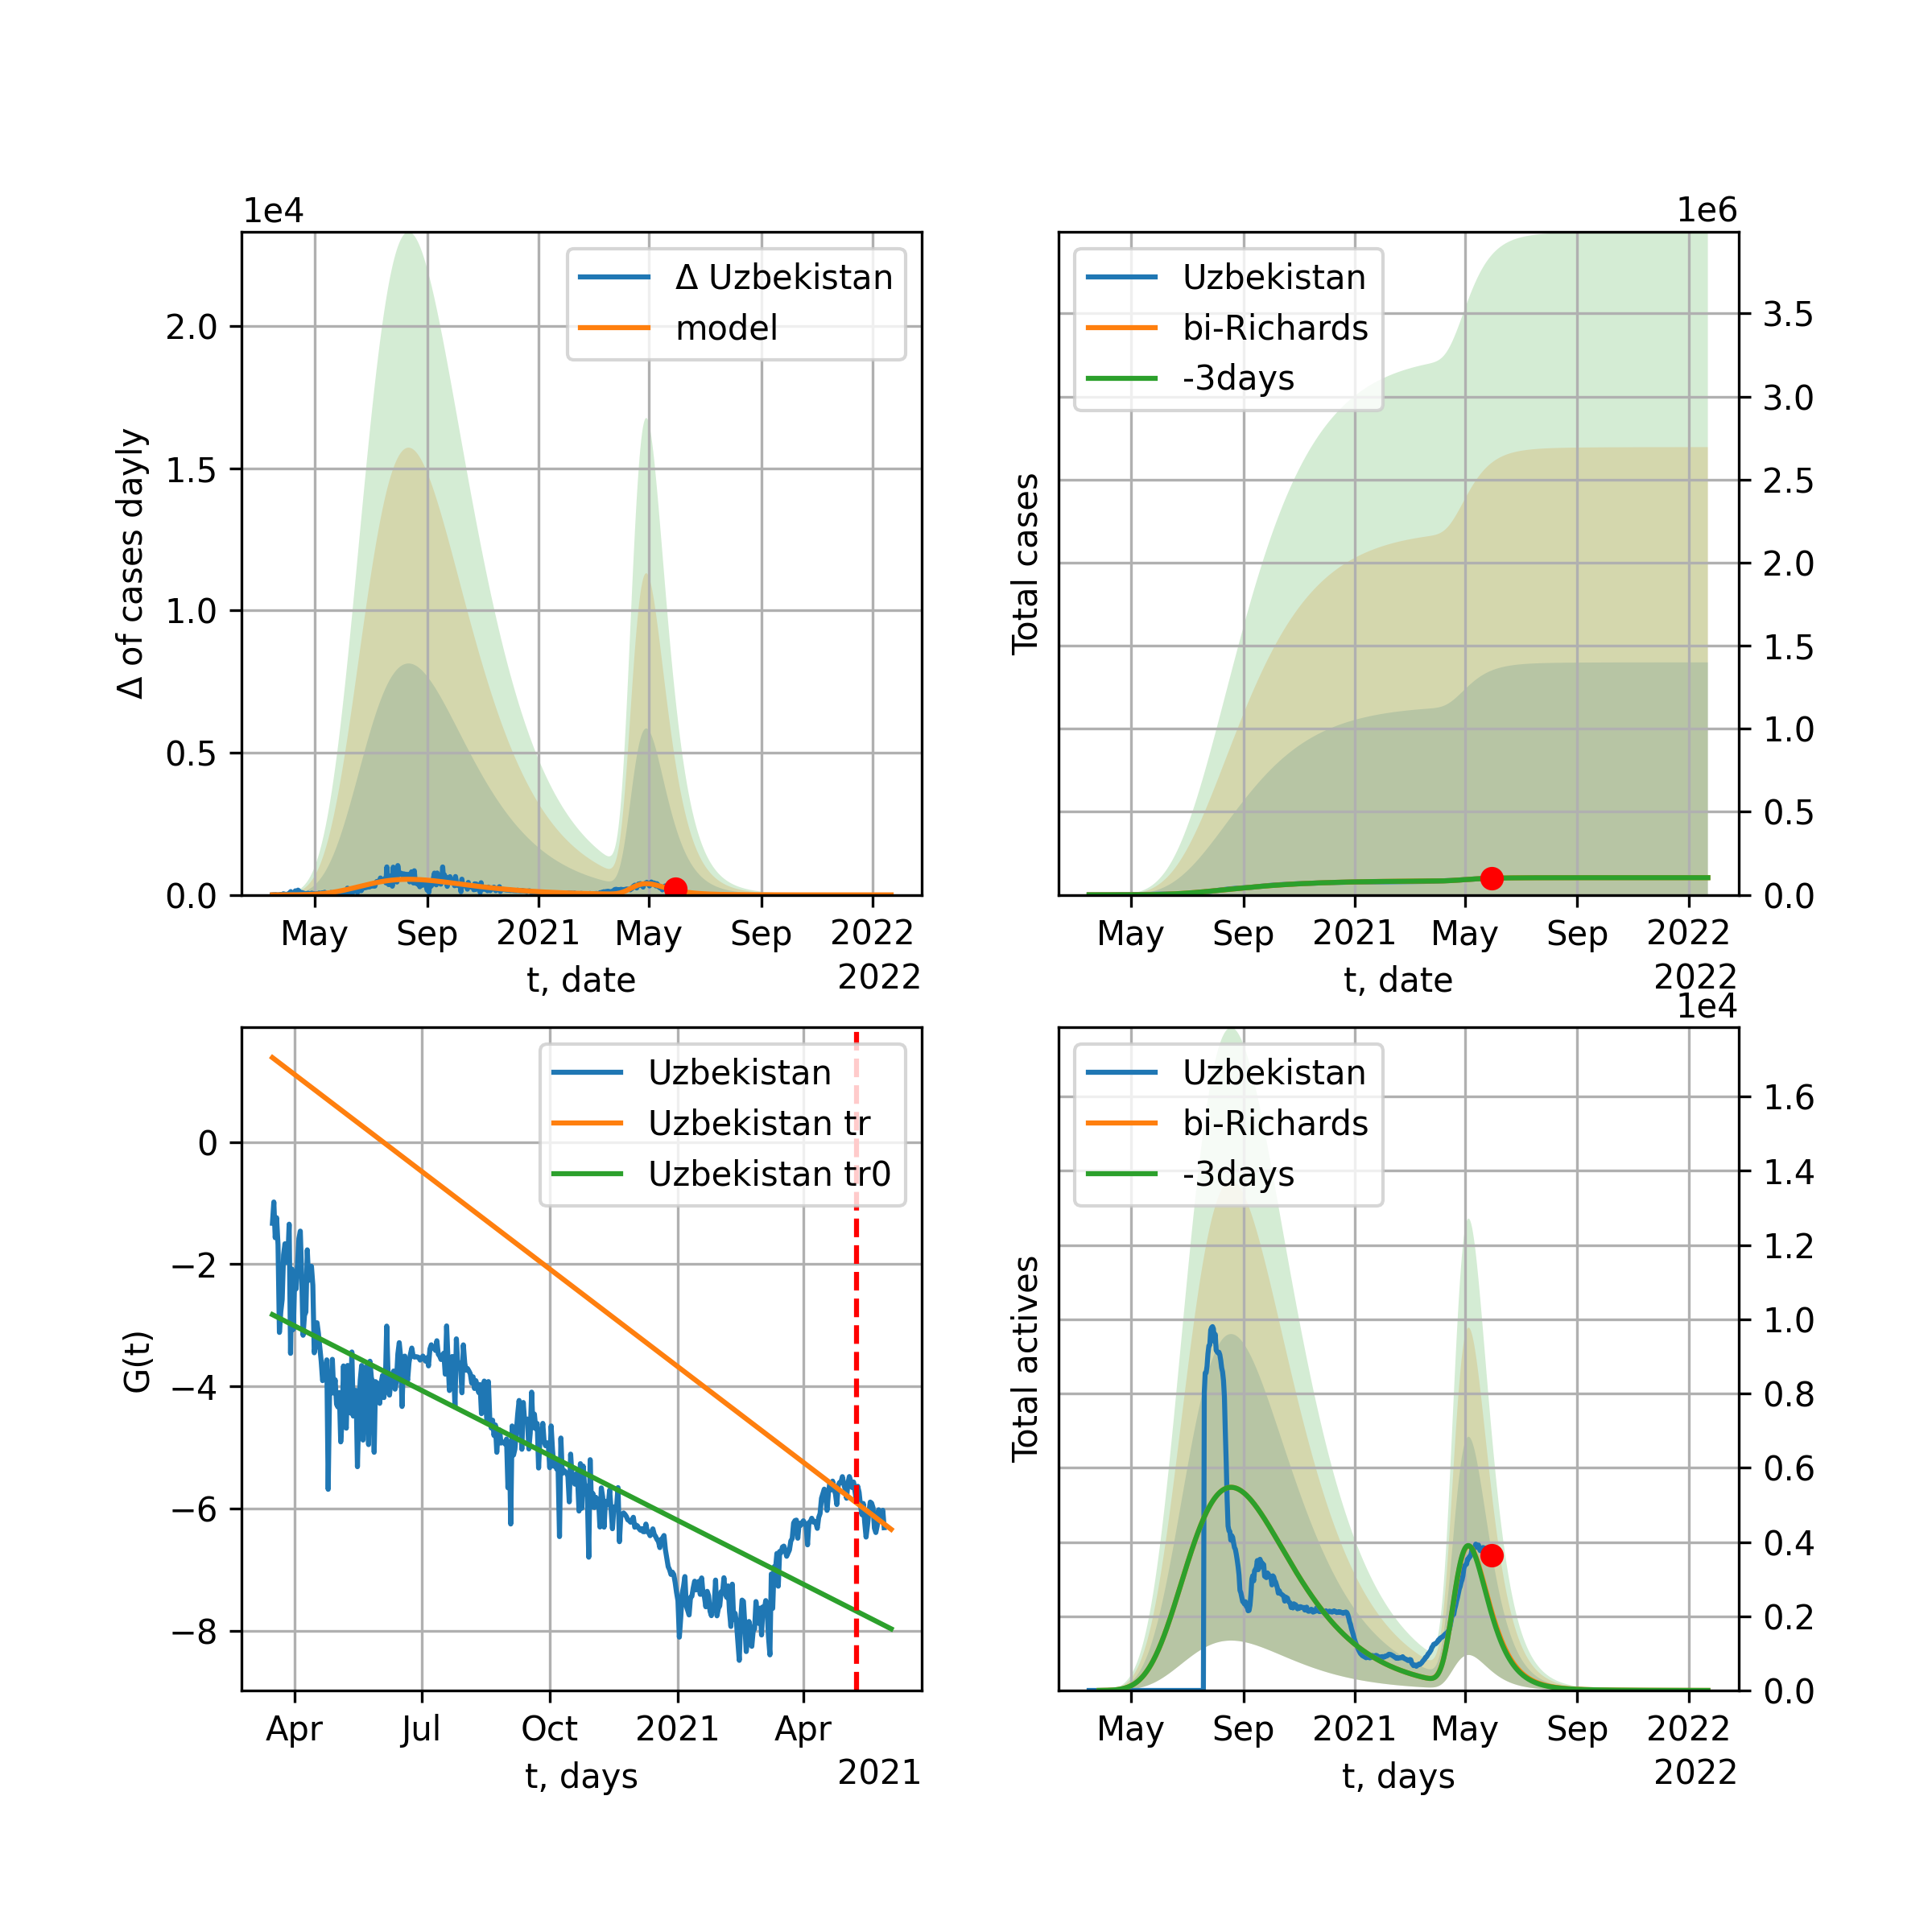 1e4
Δ of cases dayly
2.0
1.5
1.0
0.5
0.0
Δ Uzbekistan
model
May Sep 2021 May Sep 2022
t, date
2022
1e6
Total cases
Uzbekistan
bi-Richards
-3days
3.5
3.0
2.5
2.0
1.5
1.0
0.5
0.0
May Sep 2021 May Sep 2022
t, date
2022
G(t)
0
−2
−4
−6
−8
Uzbekistan
Uzbekistan tr
Uzbekistan tr0
Apr Jul Oct 2021 Apr
t, days
2021
1e4
Total actives
Uzbekistan
bi-Richards
-3days
1.6
1.4
1.2
1.0
0.8
0.6
0.4
0.2
0.0
May Sep 2021 May Sep 2022
t, days
2022